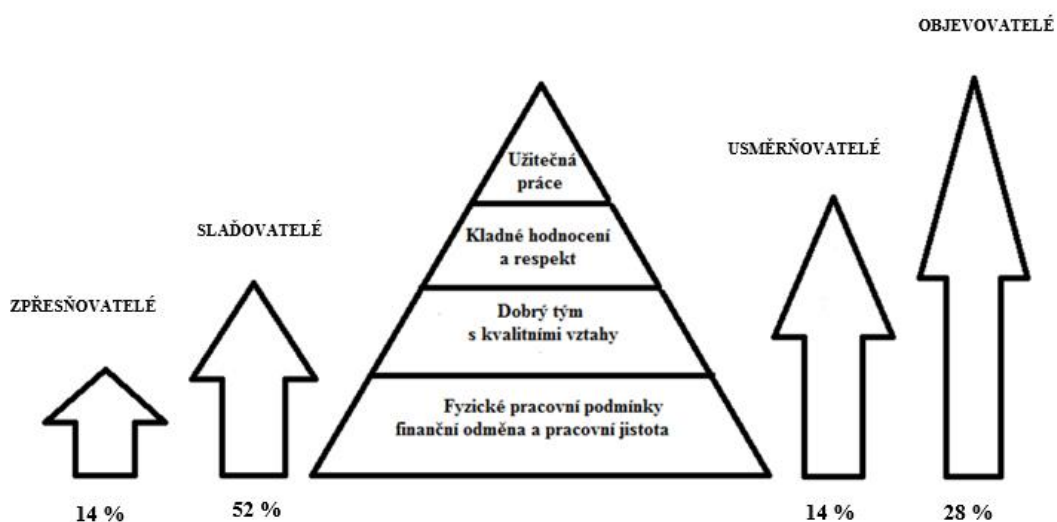 OBJEVOVATELÉ
USMĚRŇOVATELÉ
Užitečná
práce
SLAĎOVATELÉ
Kladné hodnocení
a respekt
ZPŘESŇOVATELÉ
Dobrý tým
s kvalitními vztahy
Fyzické pracovní podmínky
finanční odměna a pracovní jistota
14 %
52 %
14 %
28 %